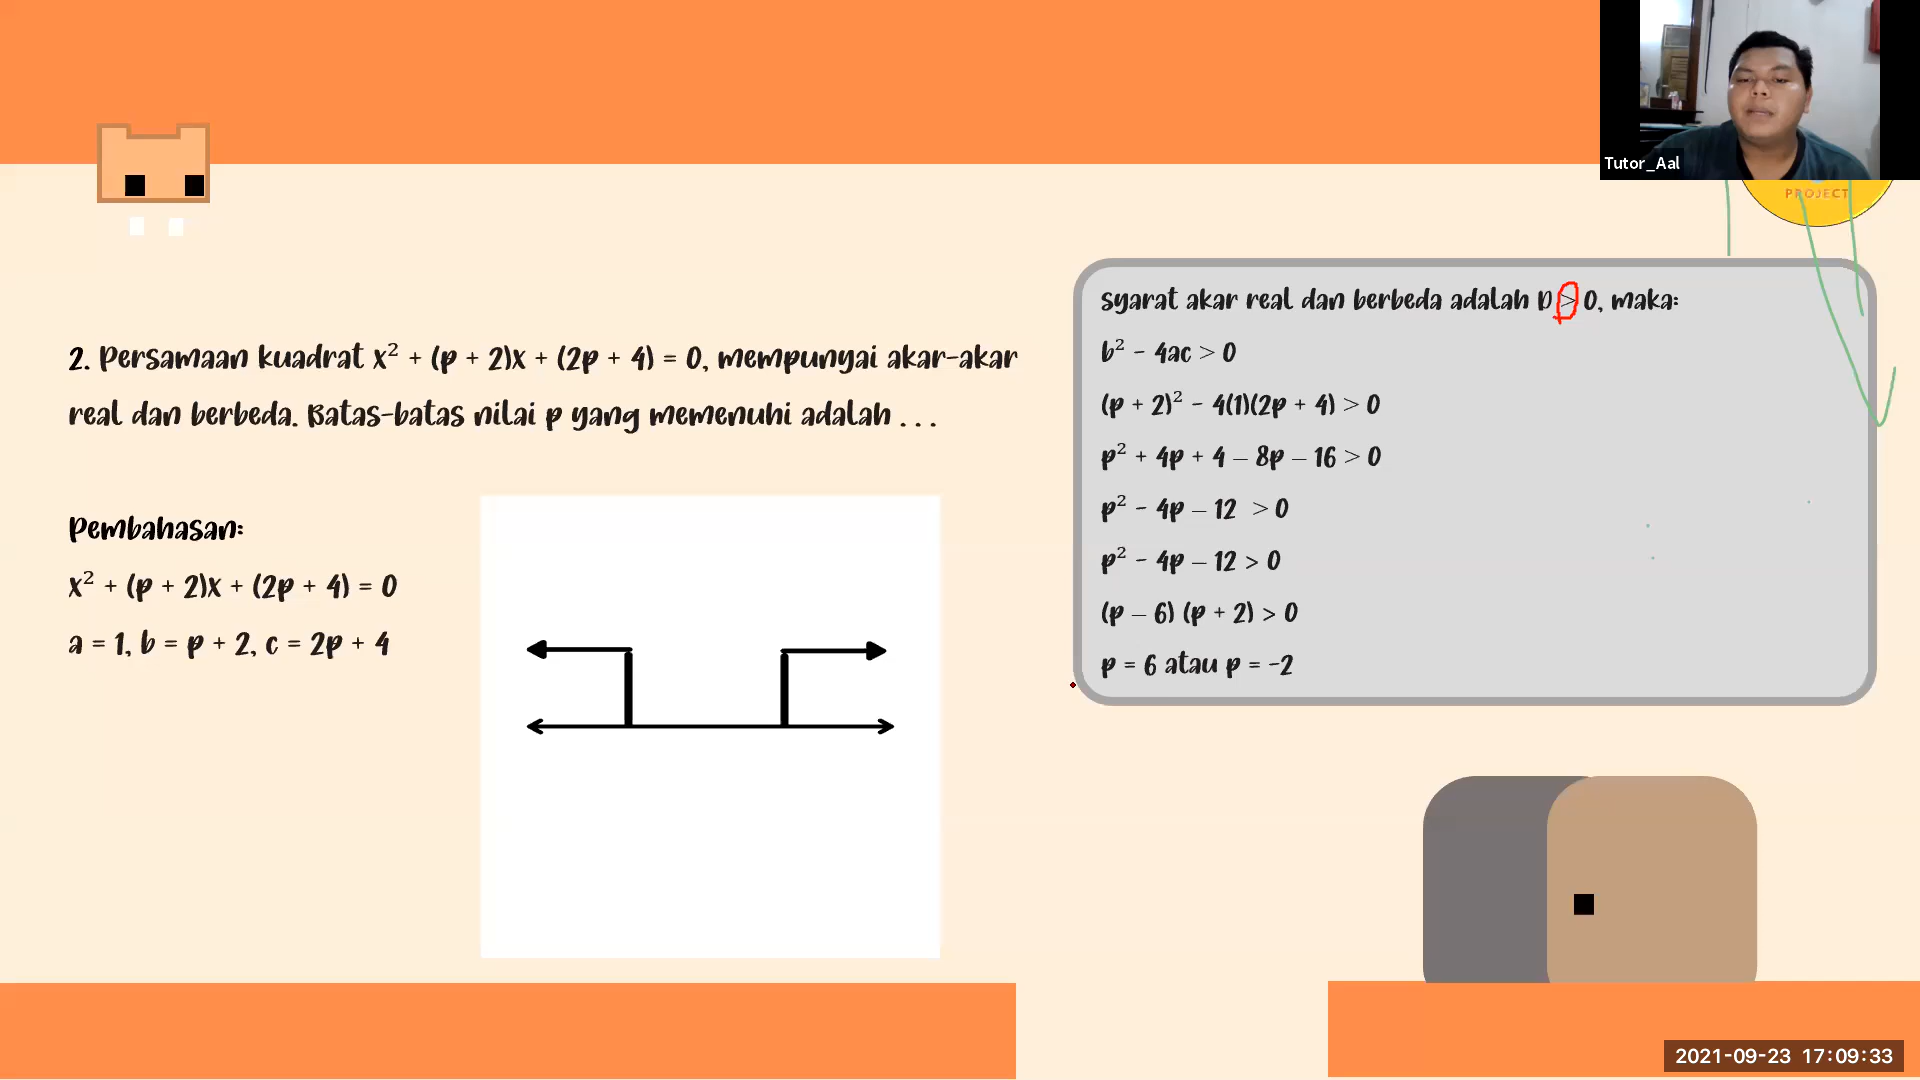 Tutor_Aal
PROJECT
2. Persamaan kuadrat x² + (p + 2)x + (2p + 4) = 0, mempunyai akar-akar
real dan berbeda. Batas-batas nilai p yang memenuhi adalah . . .
Pembahasan:
x² + (p + 2)x + (2p + 4) = 0
a = 1, b = p + 2, c = 2p + 4
syarat akar real dan berbeda adalah D > 0, maka:
b² - 4ac > 0
(p + 2)² - 4(1)(2p + 4) > 0
p² + 4p + 4 – 8p – 16 > 0
p² - 4p – 12 > 0
p² - 4p – 12 > 0
(p – 6) (p + 2) > 0
p = 6 atau p = -2
2021-09-23 17:09:33